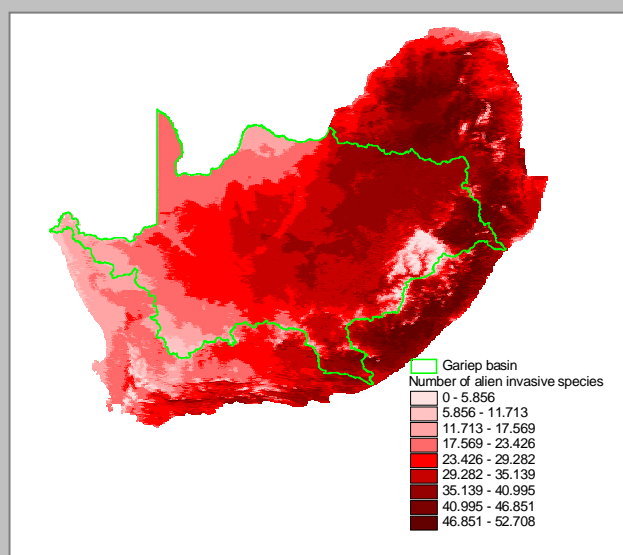 Gariep basin
Number of alien invasive species
0 - 5.856
5.856 - 11.713
11.713 - 17.569
17.569 - 23.426
23.426 - 29.282
29.282 - 35.139
35.139 - 40.995
40.995 - 46.851
46.851 - 52.708